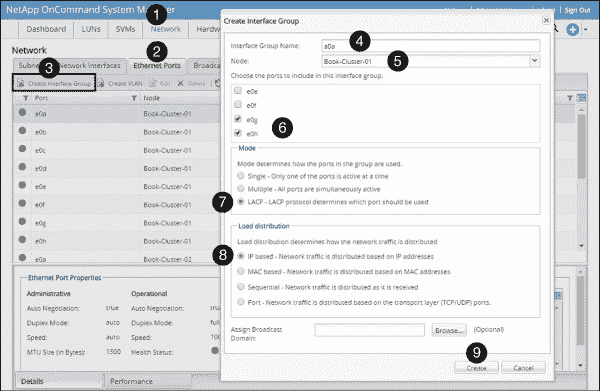 NetApp OnCommand System Manager
Sign Out
1
Dashboard LUNs SVMs Network Hardw
Network
2
3
Subne Network Interfaces Ethernet Ports Broadca
Create Interface Group Create VLAN Edit Delete
Port Node
e0a Book-Cluster-01
e0b Book-Cluster-01
e0c Book-Cluster-01
e0d Book-Cluster-01
e0e Book-Cluster-01
e0f Book-Cluster-01
e0g Book-Cluster-01
e0h Book-Cluster-01
e0a Book-Cluster-02
Ethernet Port Properties
Administrative Operational
Auto Negotiation: true Auto Negotiation:
Duplex Mode: auto Duplex Mode: full
Speed: auto Speed: 100
MTU Size (in Bytes): 1500 Health Status:
Details Performance
Create Interface Group
Interface Group Name: 4 a0a
Node: Book-Cluster-01 5
Choose the ports to include in this interface group.
e0e
e0f
e0g
e0h 6
Mode
Mode determines how the ports in the group are used.
Single - Only one of the ports is active at a time
Multiple - All ports are simultaneously active
7 LACP - LACP protocol determines which port should be used
Load distribution
Load distribution determines how the network traffic is distributed
8 IP based - Network traffic is distributed based on IP addresses
MAC based - Network traffic is distributed based on MAC addresses
Sequential - Network traffic is distributed as it is received
Port - Network traffic is distributed based on the transport layer (TCP/UDP) ports.
Assign Broadcast
Domain: Browse... (Optional)
9
Create Cancel